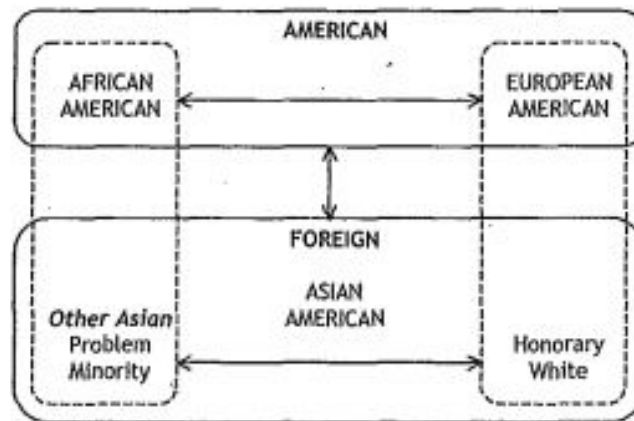 AMERICAN
AFRICAN
AMERICAN
EUROPEAN
AMERICAN
FOREIGN
ASIAN
AMERICAN
Other Asian
Problem
Minority
Honorary
White